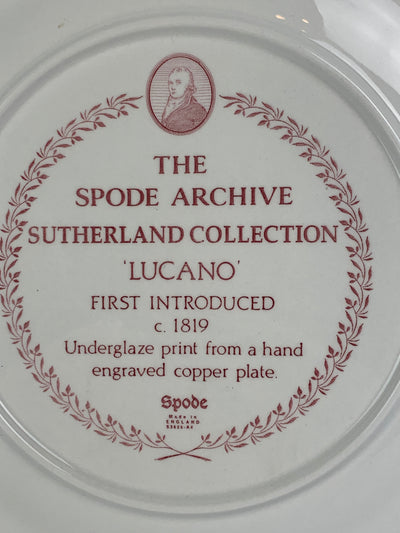 THE
SPODE ARCHIVE
SUTHERLAND COLLECTION
'LUCANO'
FIRST INTRODUCED
c. 1819
Underglaze print from a hand
engraved copper plate.
Spode
Made in
ENGLAND